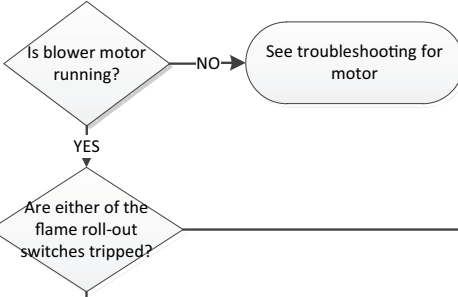 Is blower motor
running?
NO
See troubleshooting for
motor
YES
Are either of the
flame roll-out
switches tripped?